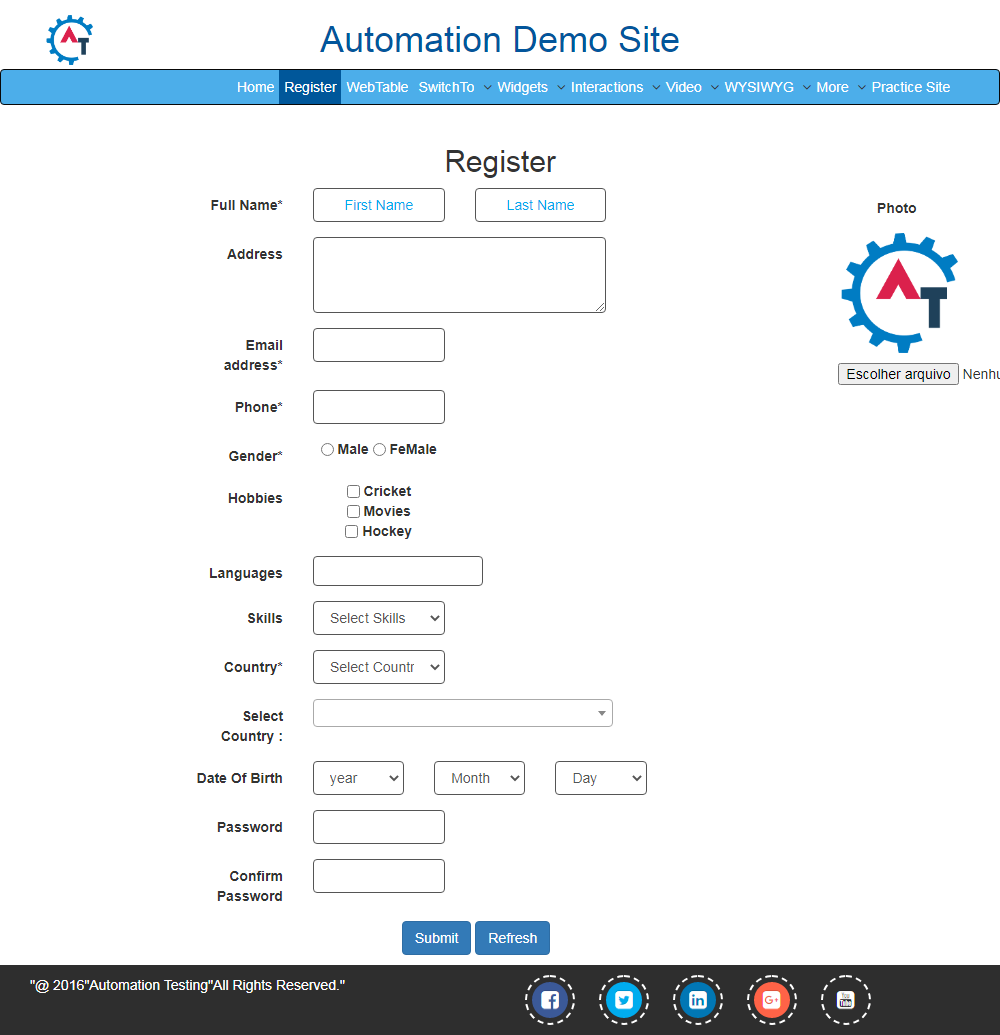 AT
Automation Demo Site
Home Register WebTable SwitchTo Widgets Interactions Video WYSIWYG More Practice Site
Register
Full Name* First Name Last Name
Photo
Address
AT
Email
address*
Escolher arquivo Nenhu
Phone*
Gender* Male FeMale
Hobbies Cricket
Movies
Hockey
Languages
Skills Select Skills
Country* Select Countr
Select
Country :
Date Of Birth year Month Day
Password
Confirm
Password
Submit Refresh
"@ 2016"Automation Testing"All Rights Reserved."
f in G+ You Tube